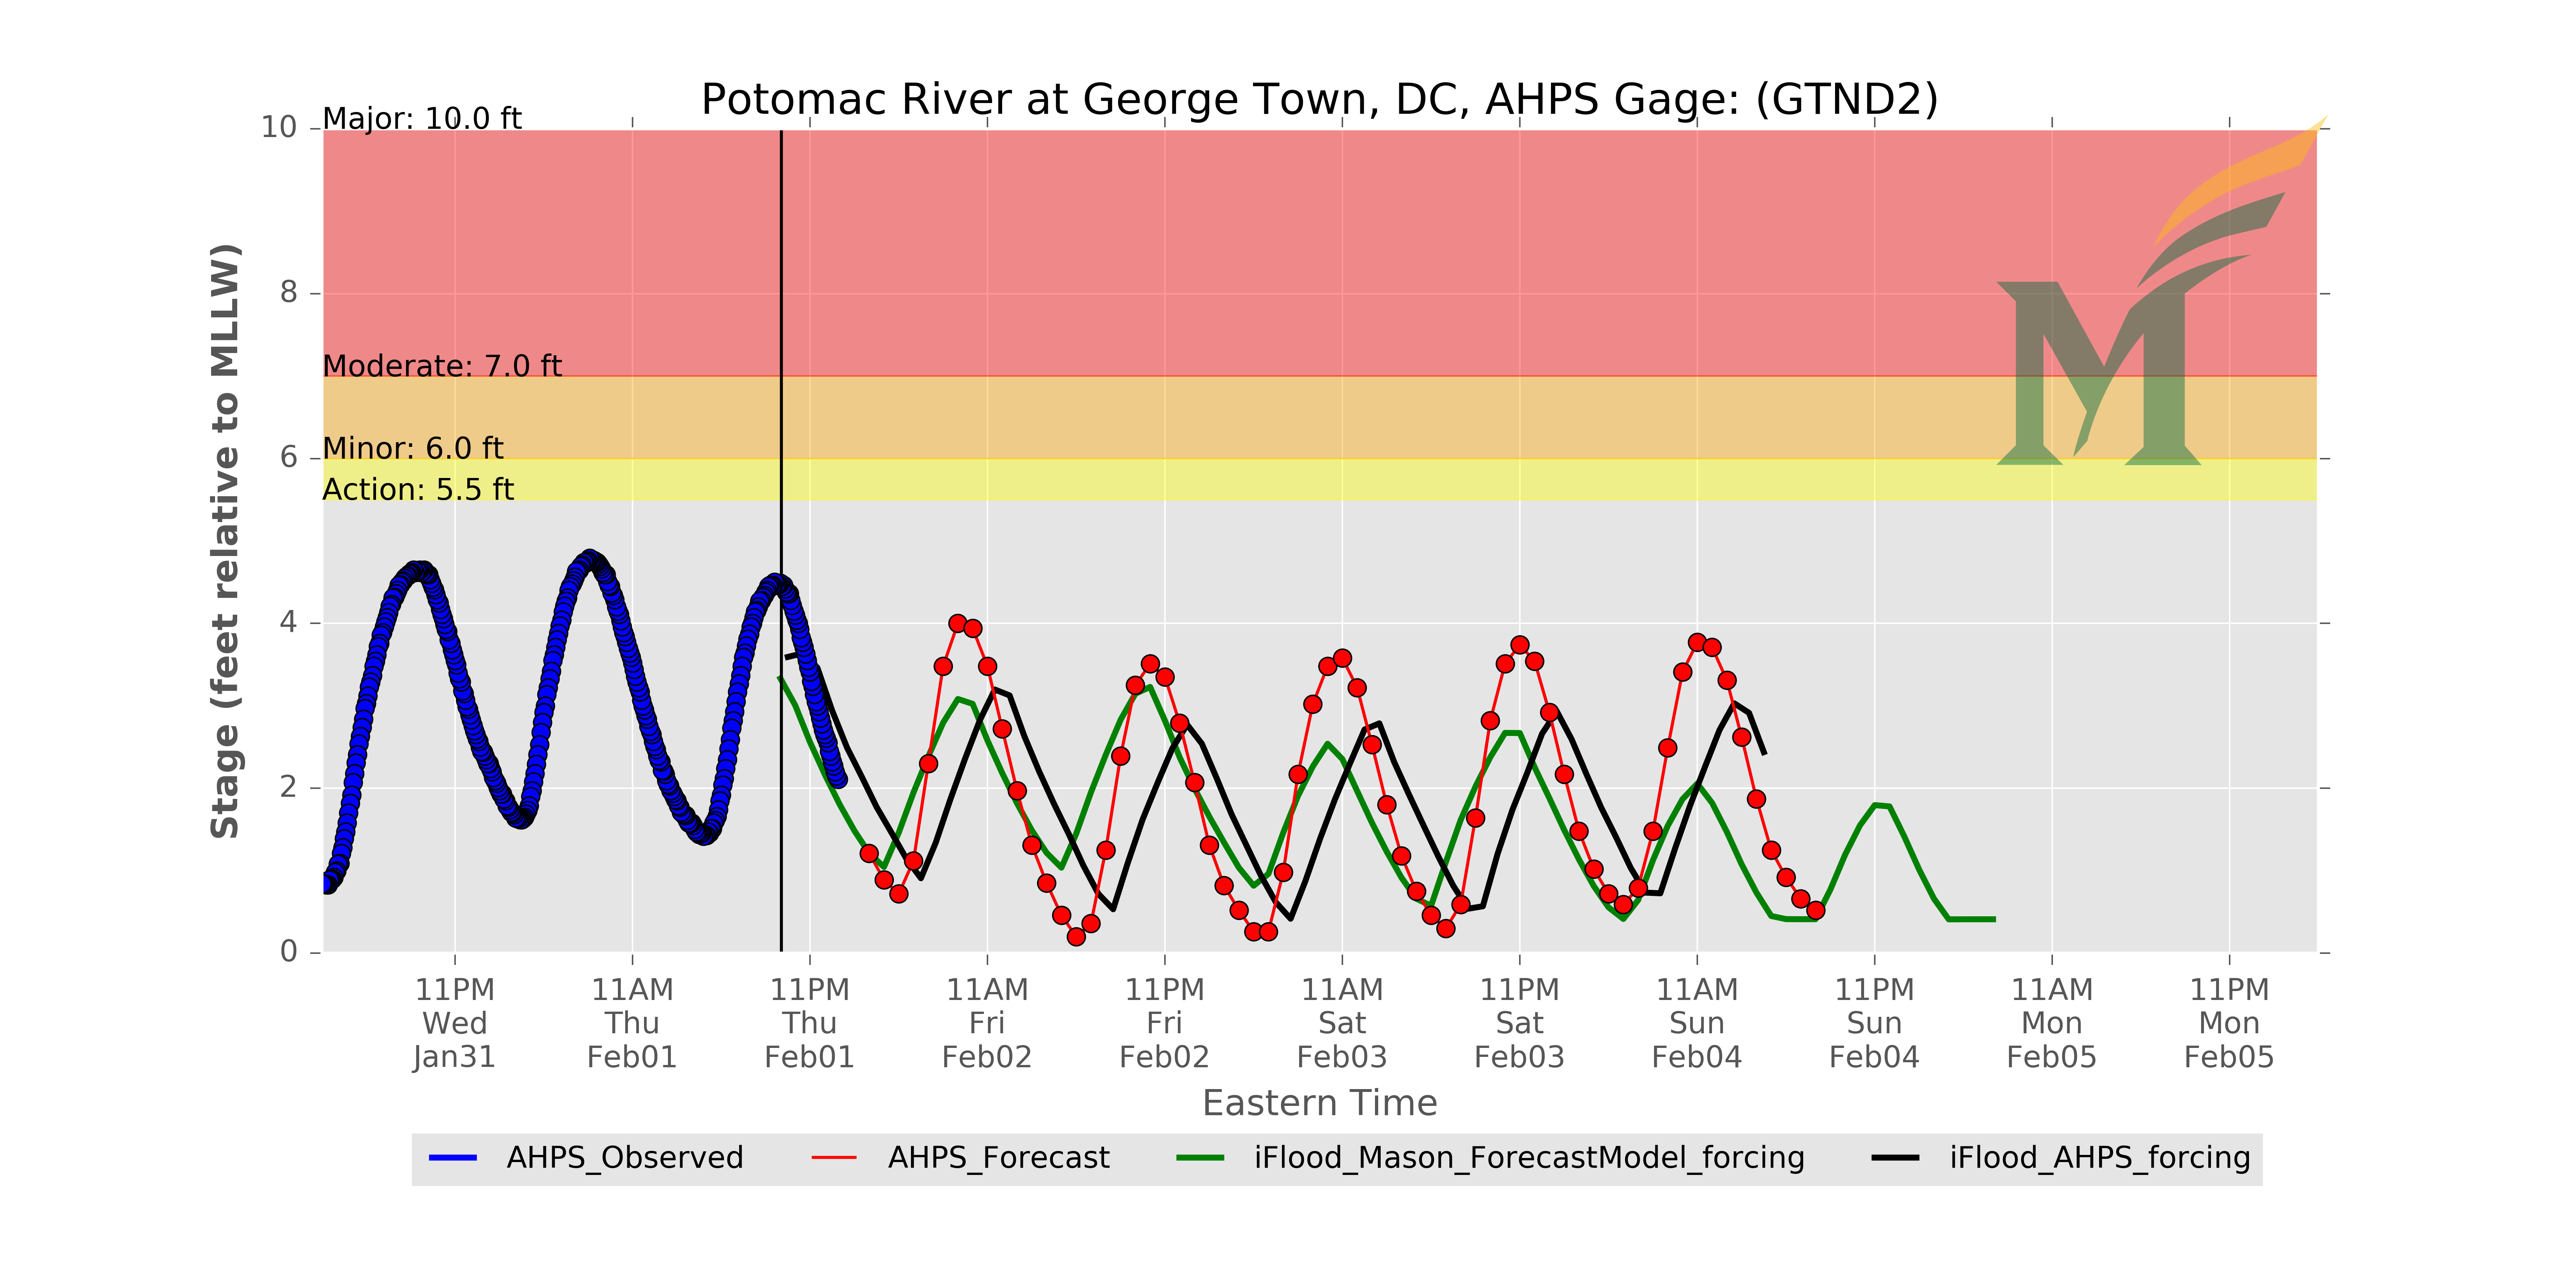 Potomac River at George Town, DC, AHPS Gage: (GTND2)
Major: 10.0 ft
Moderate: 7.0 ft
Minor: 6.0 ft
Action: 5.5 ft
Stage (feet relative to MLLW)
10
8
6
4
2
0
11PM 11AM 11PM 11AM 11PM 11AM 11PM 11AM 11PM 11AM 11PM
Wed Thu Thu Fri Fri Sat Sat Sun Sun Mon Mon
Jan31 Feb01 Feb01 Feb02 Feb02 Feb03 Feb03 Feb04 Feb04 Feb05 Feb05
Eastern Time
AHPS_Observed AHPS_Forecast iFlood_Mason_ForecastModel_forcing iFlood_AHPS_forcing
M